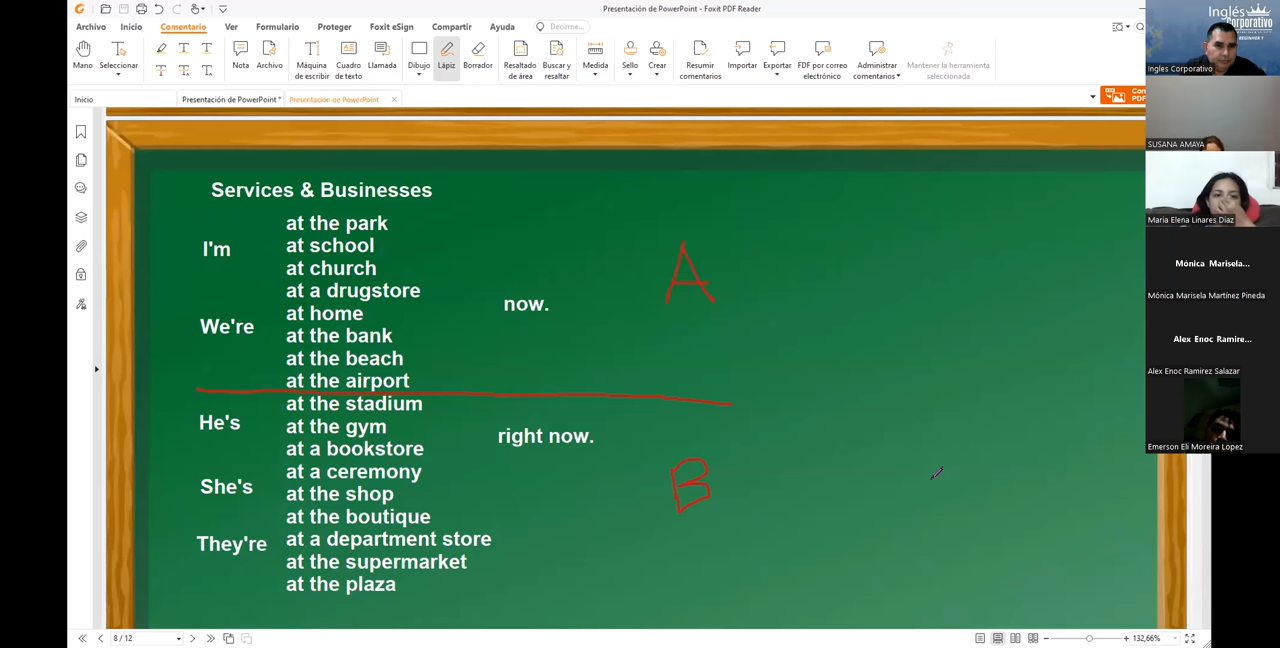 Presentación de PowerPoint - Foxit PDF Reader
Archivo Inicio Comentario Ver Formulario Proteger Foxit eSign Compartir Ayuda Decirme...
Mano Seleccionar Nota Archivo Máquina de escribir Cuadro de texto Llamada Dibujo Lápiz Borrador Resaltado de área Buscar y resaltar Medida Sello Crear Resumir comentarios Importar Exportar PDF por correo electrónico Administrar comentarios Mantener la herramienta seleccionada
Inicio Presentación de PowerPoint * Presentación de PowerPoint
Services & Businesses
at the park
I'm
at school
at church
at a drugstore
now.
at home
We're
at the bank
at the beach
at the airport
at the stadium
He's
at the gym
right now.
at a bookstore
at a ceremony
She's
at the shop
at the boutique
They're
at a department store
at the supermarket
at the plaza
A
B
Inglés
Corporativo
BEGINNER 1
Ingles Corporativo
SUSANA AMAYA
Maria Elena Linares Diaz
Mónica Marisela...
Mónica Marisela Martínez Pineda
Alex Enoc Ramire...
Alex Enoc Ramirez Salazar
Emerson Eli Moreira Lopez
8 / 12
132,66%